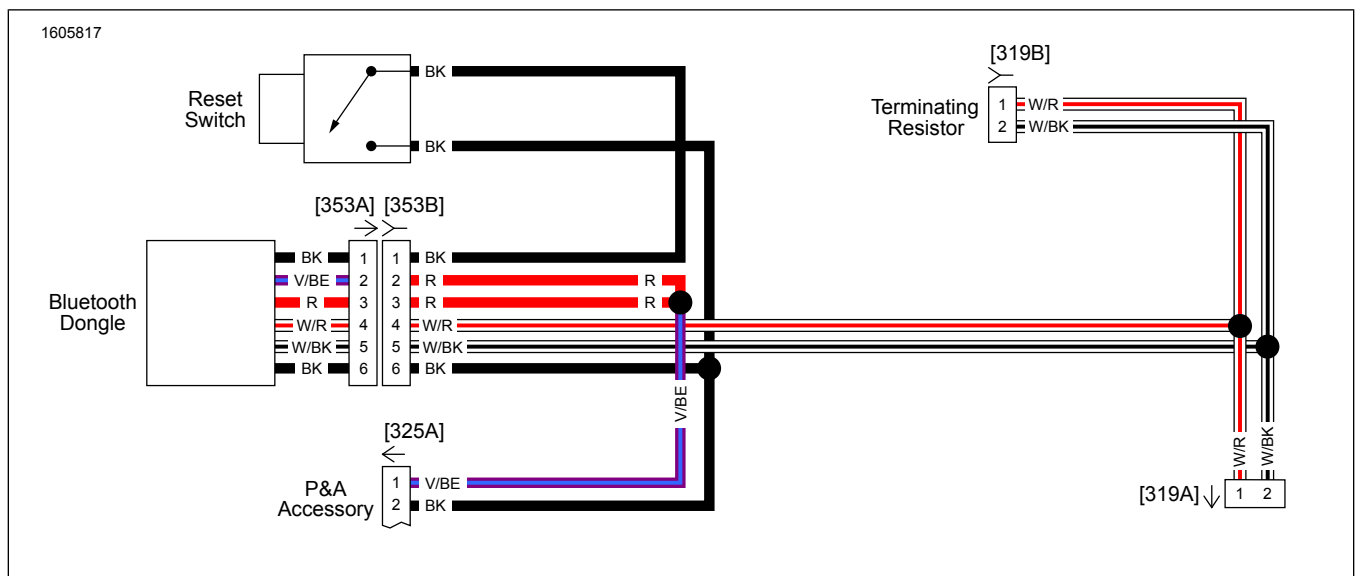 1605817
Reset
Switch
BK
BK
[319B]
Terminating
Resistor
1 W/R
2 W/BK
[353A] [353B]
Bluetooth
Dongle
BK 1 1 BK
V/BE 2 2 R R
R 3 3 R R
W/R 4 4 W/R
W/BK 5 5 W/BK
BK 6 6 BK
V/BE
[325A]
P&A
Accessory
1 V/BE
2 BK
W/R
W/BK
[319A] 1 2